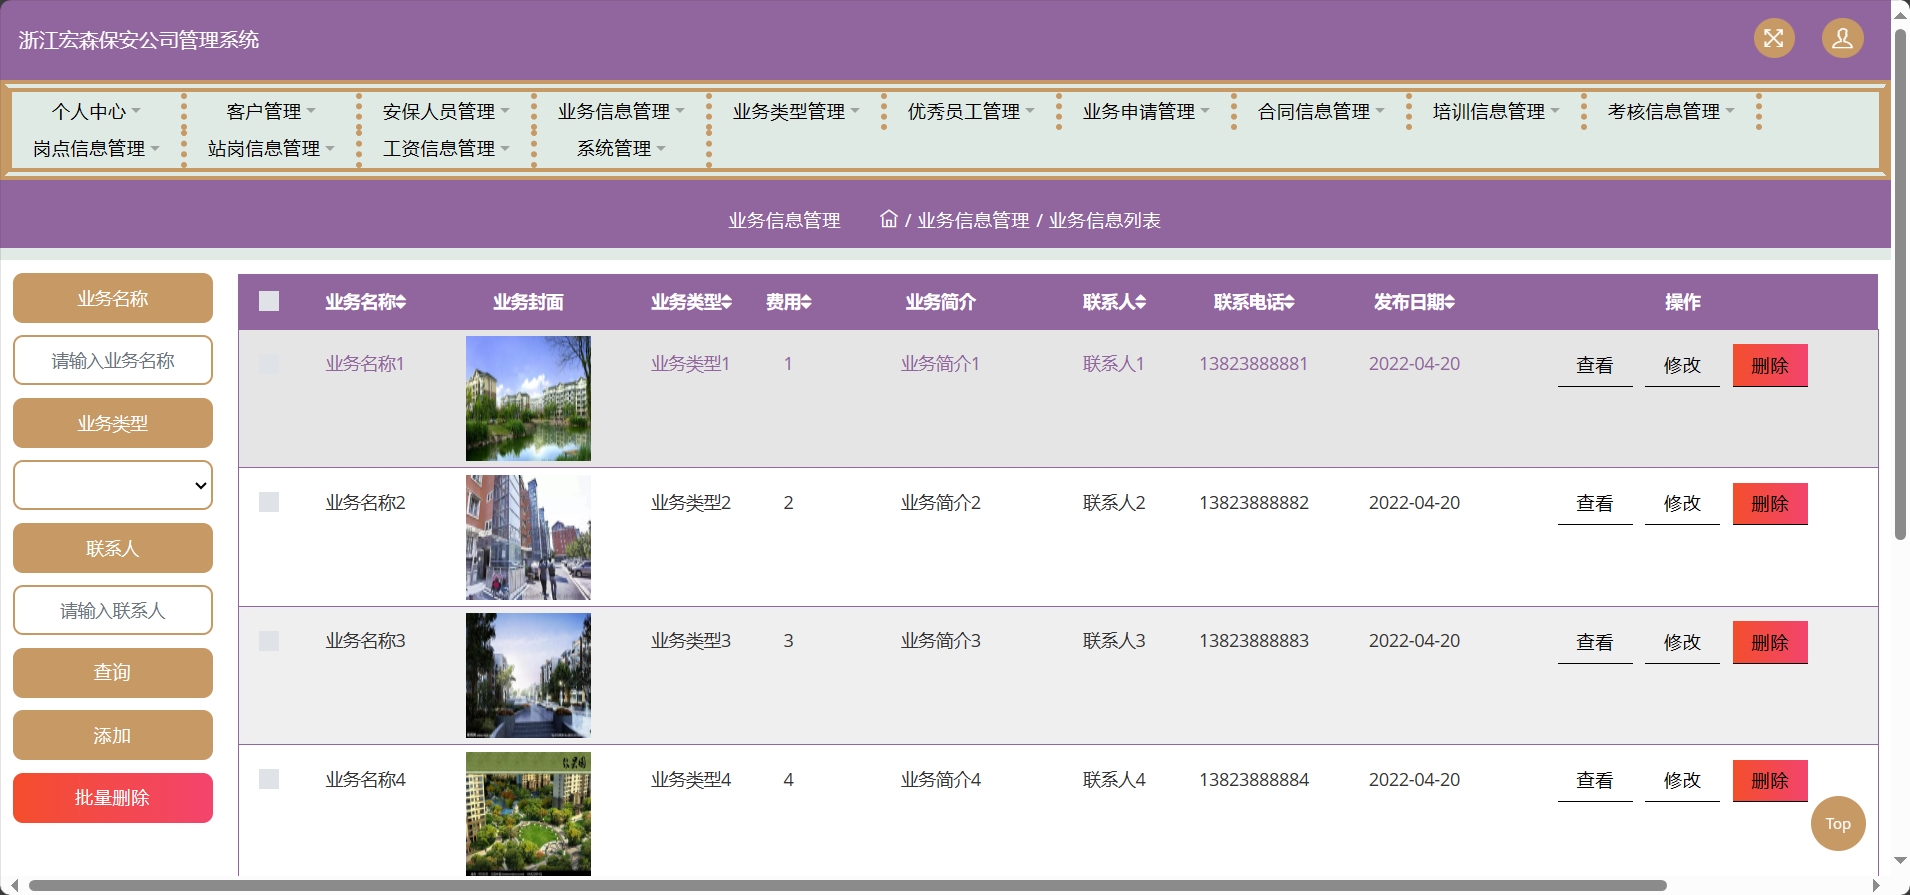 浙江宏森保安公司管理系统
个人中心 客户管理 安保人员管理 业务信息管理 业务类型管理 优秀员工管理 业务申请管理 合同信息管理 培训信息管理 考核信息管理
岗点信息管理 站岗信息管理 工资信息管理 系统管理
业务信息管理 / 业务信息管理 / 业务信息列表
业务名称
请输入业务名称
业务类型
联系人
请输入联系人
查询
添加
批量删除
业务名称 业务封面 业务类型 费用 业务简介 联系人 联系电话 发布日期 操作
业务名称1 业务类型1 1 业务简介1 联系人1 13823888881 2022-04-20 查看 修改 删除
业务名称2 业务类型2 2 业务简介2 联系人2 13823888882 2022-04-20 查看 修改 删除
业务名称3 业务类型3 3 业务简介3 联系人3 13823888883 2022-04-20 查看 修改 删除
业务名称4 业务类型4 4 业务简介4 联系人4 13823888884 2022-04-20 查看 修改 删除
Top